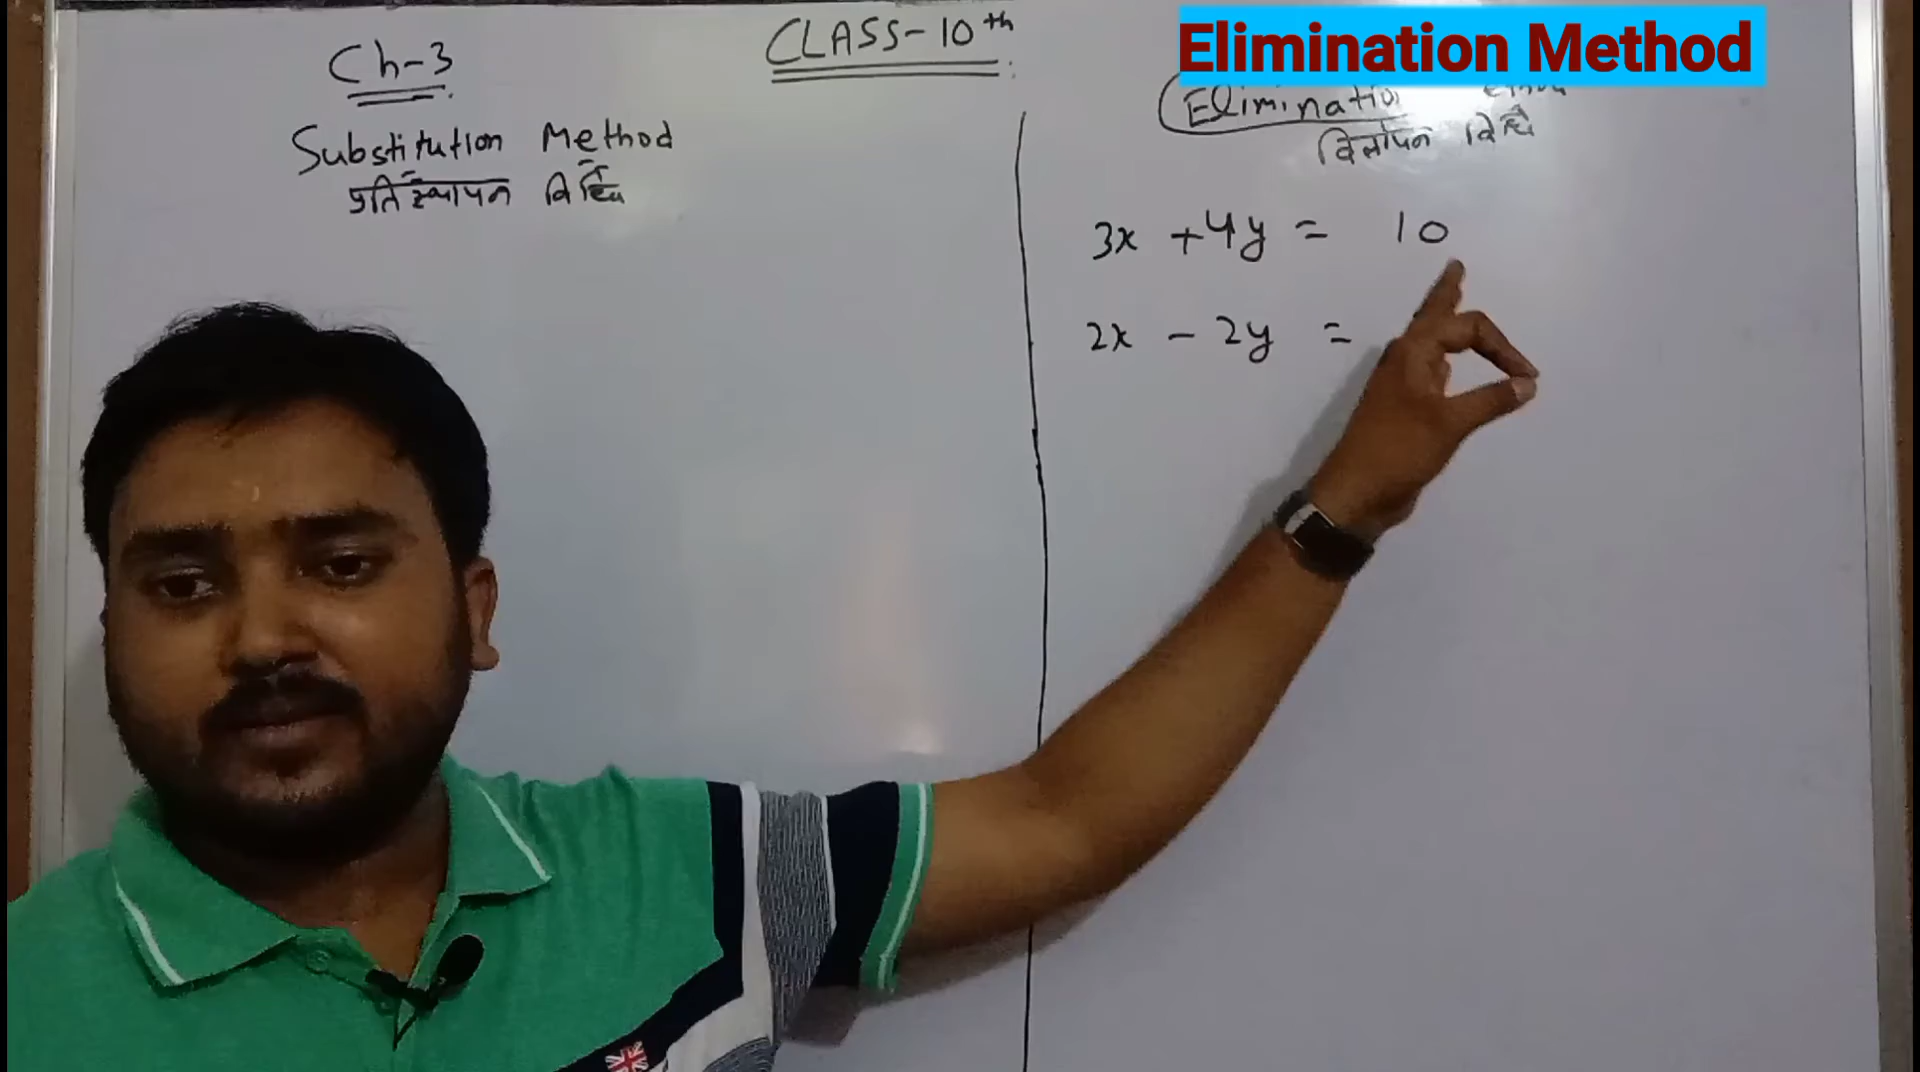 CLASS-10th
Ch-3
Substitution Method
प्रतिस्थापन विधि
Elimination Method
Elimination
विलोपन विधि
3x + 4y = 10
2x - 2y =